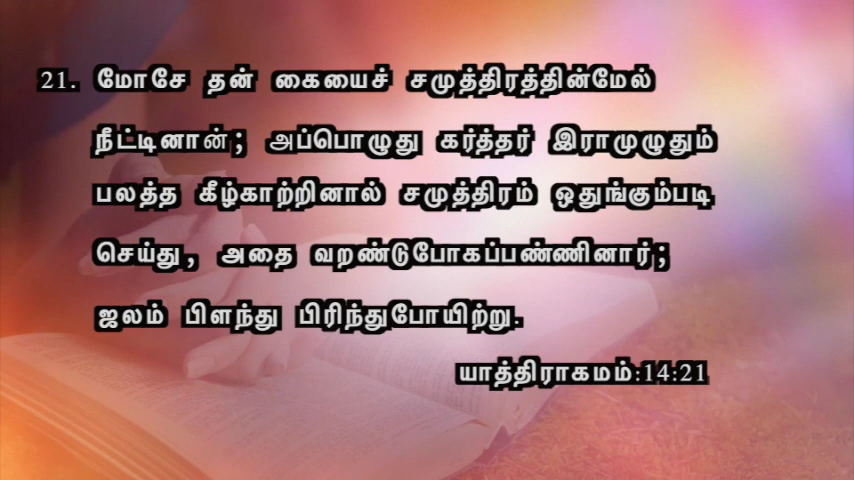 21. மோசே தன் கையைச் சமுத்திரத்தின்மேல்
நீட்டினான்; அப்பொழுது கர்த்தர் இராமுழுதும்
பலத்த கீழ்காற்றினால் சமுத்திரம் ஒதுங்கும்படி
செய்து, அதை வறண்டுபோகப்பண்ணினார்;
ஜலம் பிளந்து பிரிந்துபோயிற்று.
யாத்திராகமம்:14:21